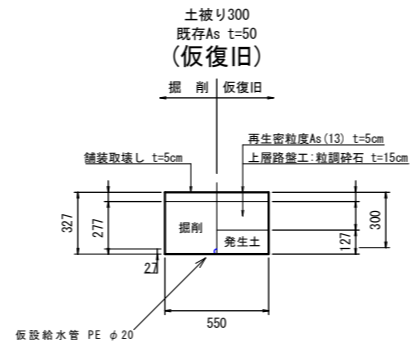 土被り300
既存As t=50
(仮復旧)
掘 削 仮復旧
再生密粒度As(13) t=5cm
舗装取壊し t=5cm
上層路盤工:粒調砕石 t=15cm
327
277
27
掘削
発生土
127
300
550
仮設給水管 PE φ20